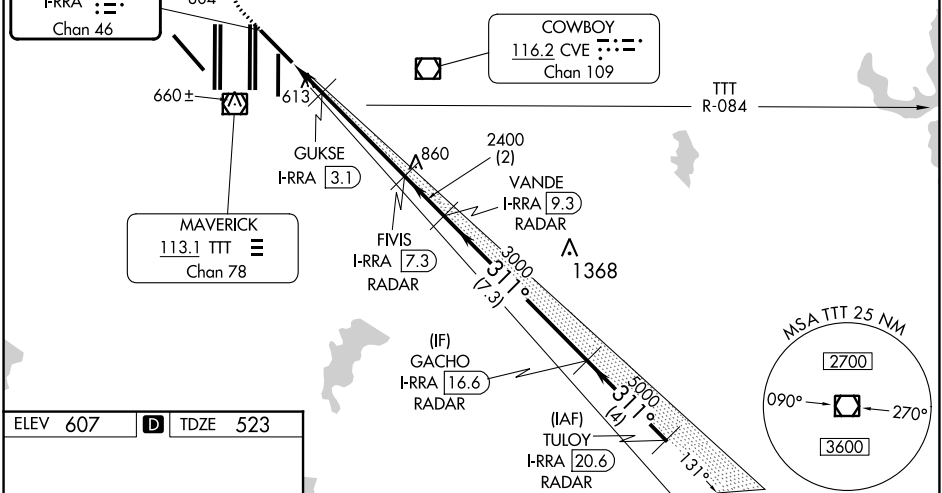 I-RRA
Chan 46
604
COWBOY
116.2 CVE
Chan 109
TTT
R-084
660±
613
GUKSE
I-RRA 3.1
860
2400
(2)
VANDE
I-RRA 9.3
RADAR
MAVERICK
113.1 TTT
Chan 78
FIVIS
I-RRA 7.3
RADAR
1368
3000
311°
(7.3)
(IF)
GACHO
I-RRA 16.6
RADAR
MSA TTT 25 NM
2700
090°
270°
3600
5000
311°
(4)
(IAF)
TULOY
I-RRA 20.6
RADAR
131°
ELEV 607 D TDZE 523